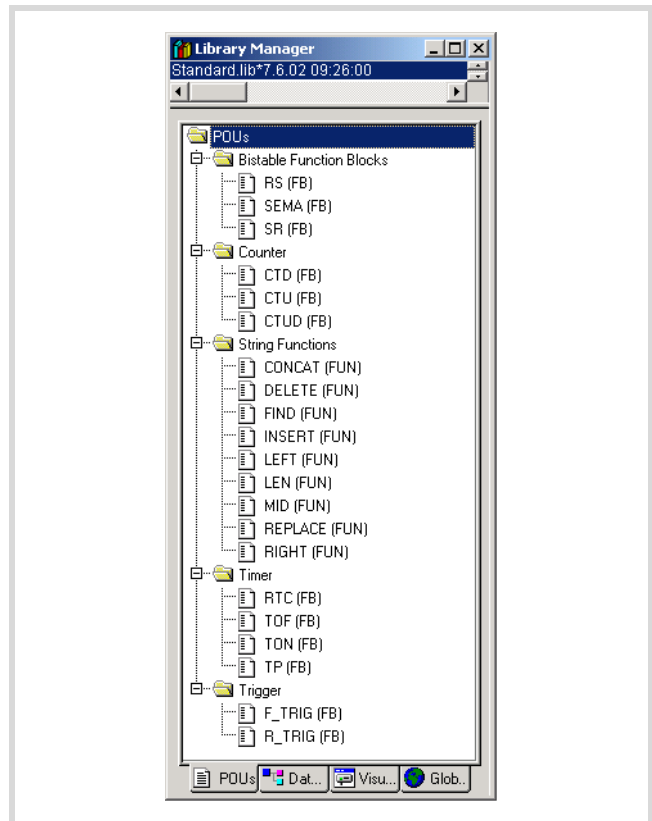 Library Manager
Standard.lib*7.6.02 09:26:00
POUs
Bistable Function Blocks
RS (FB)
SEMA (FB)
SR (FB)
Counter
CTD (FB)
CTU (FB)
CTUD (FB)
String Functions
CONCAT (FUN)
DELETE (FUN)
FIND (FUN)
INSERT (FUN)
LEFT (FUN)
LEN (FUN)
MID (FUN)
REPLACE (FUN)
RIGHT (FUN)
Timer
RTC (FB)
TOF (FB)
TON (FB)
TP (FB)
Trigger
F_TRIG (FB)
R_TRIG (FB)
POUs Dat... Visu... Glob..